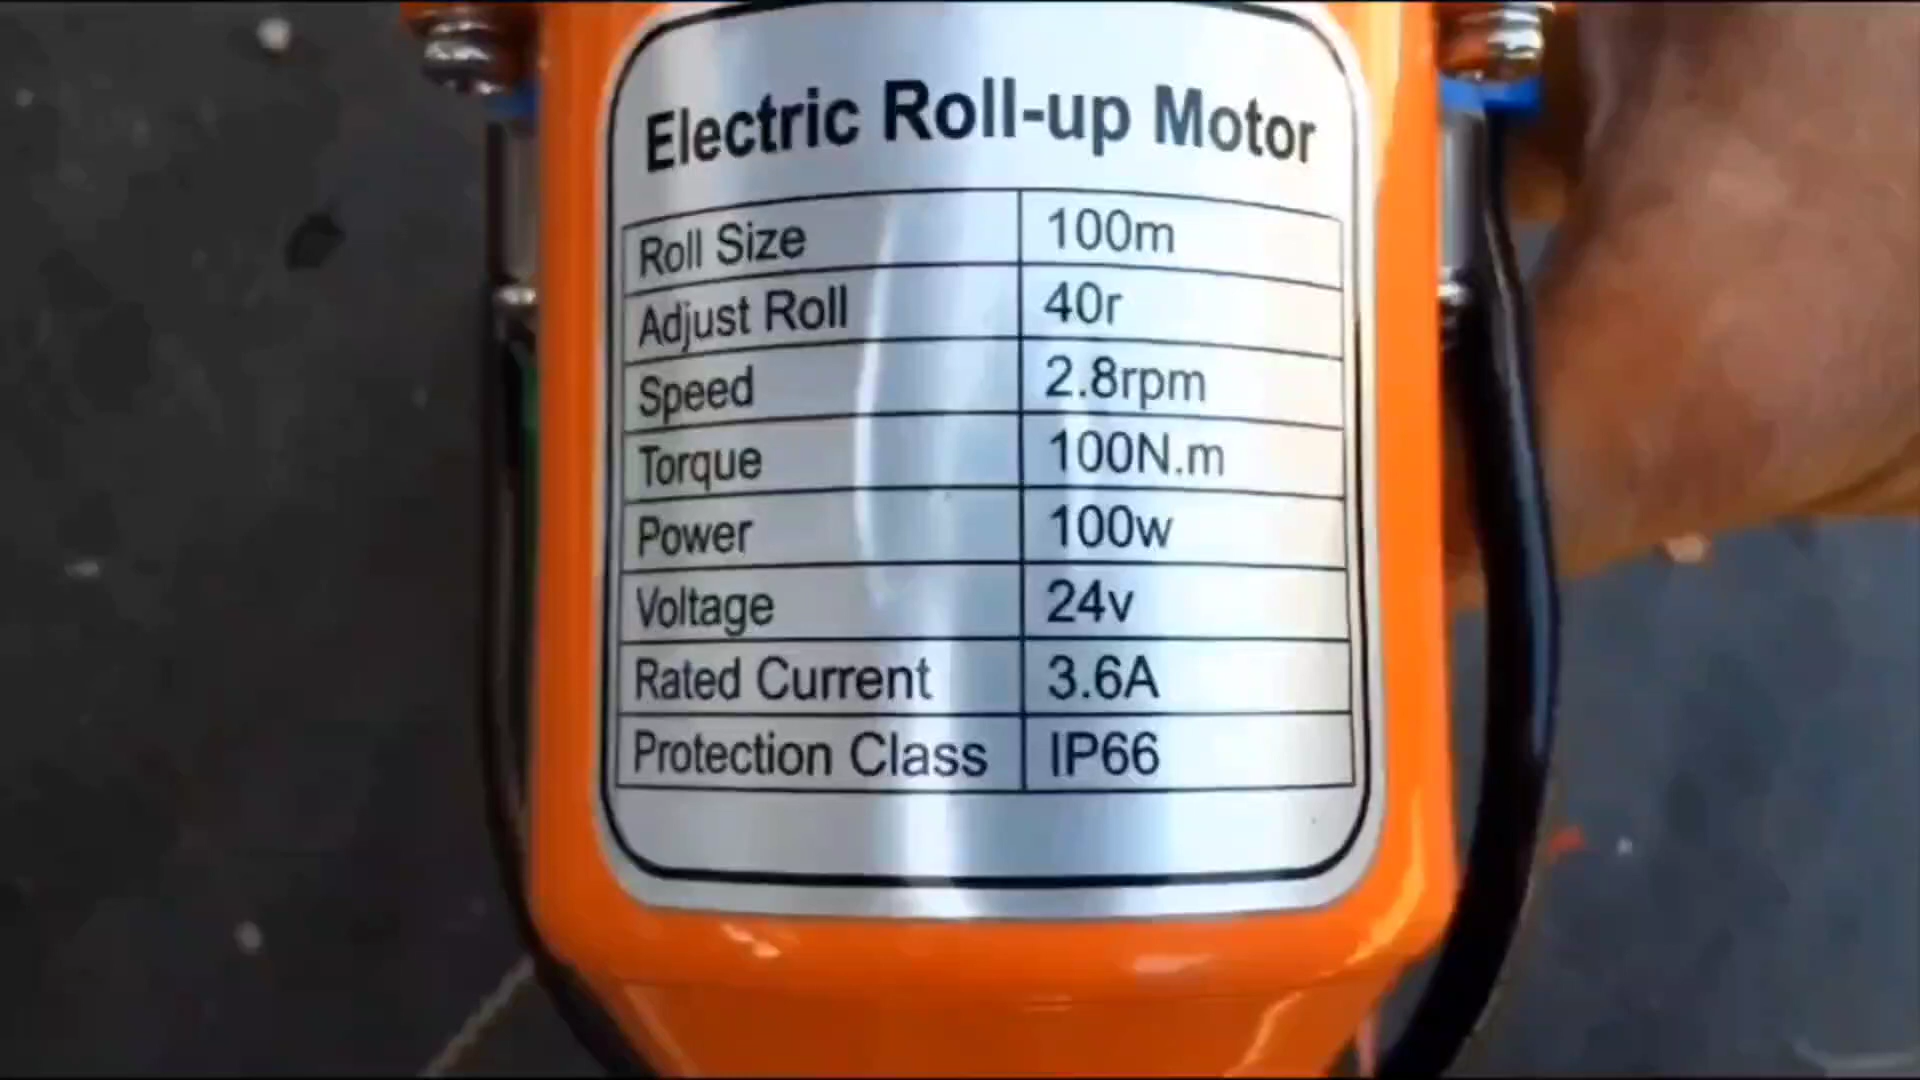 Electric Roll-up Motor
Roll Size 100m
Adjust Roll 40r
Speed 2.8rpm
Torque 100N.m
Power 100w
Voltage 24v
Rated Current 3.6A
Protection Class IP66